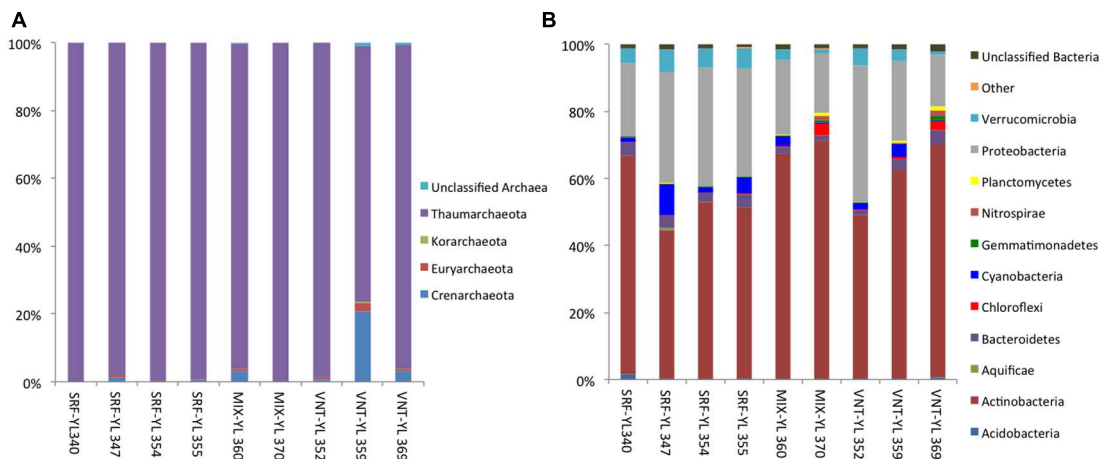 A
100%
80%
60%
40%
20%
0%
SRF-YL340
SRF-YL 347
SRF-YL 354
SRF-YL 355
MIX-YL 360
MIX-YL 370
VNT-YL 352
VNT-YL 359
VNT-YL 369
Unclassified Archaea
Thaumarchaeota
Korarchaeota
Euryarchaeota
Crenarchaeota
B
100%
80%
60%
40%
20%
0%
SRF-YL340
SRF-YL 347
SRF-YL 354
SRF-YL 355
MIX-YL 360
MIX-YL 370
VNT-YL 352
VNT-YL 359
VNT-YL 369
Unclassified Bacteria
Other
Verrucomicrobia
Proteobacteria
Planctomycetes
Nitrospirae
Gemmatimonadetes
Cyanobacteria
Chloroflexi
Bacteroidetes
Aquificae
Actinobacteria
Acidobacteria